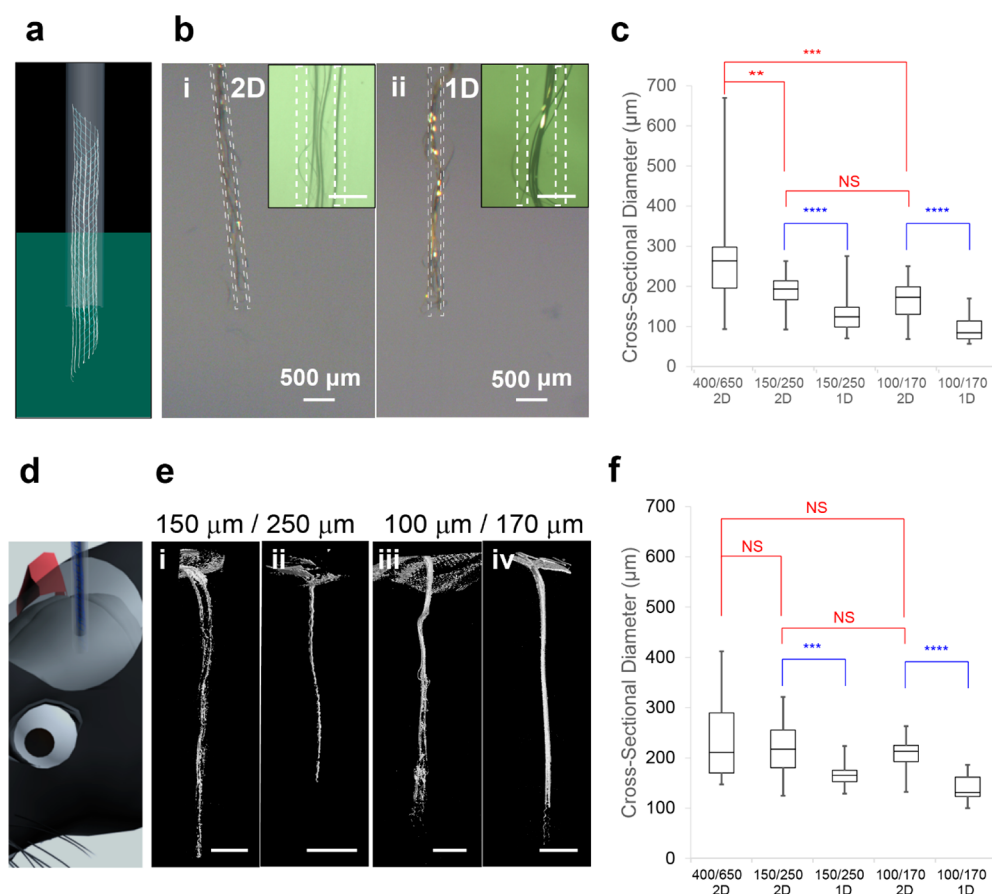 a
b
c
i
2D
ii
1D
500 µm
500 µm
***
**
NS
****
****
Cross-Sectional Diameter (µm)
700
600
500
400
300
200
100
0
400/650 150/250 150/250 100/170 100/170
2D 2D 1D 2D 1D
d
e
f
150 µm / 250 µm
100 µm / 170 µm
i
ii
iii
iv
NS
NS
NS
***
****
Cross-Sectional Diameter (µm)
700
600
500
400
300
200
100
0
400/650 150/250 150/250 100/170 100/170
2D 2D 1D 2D 1D